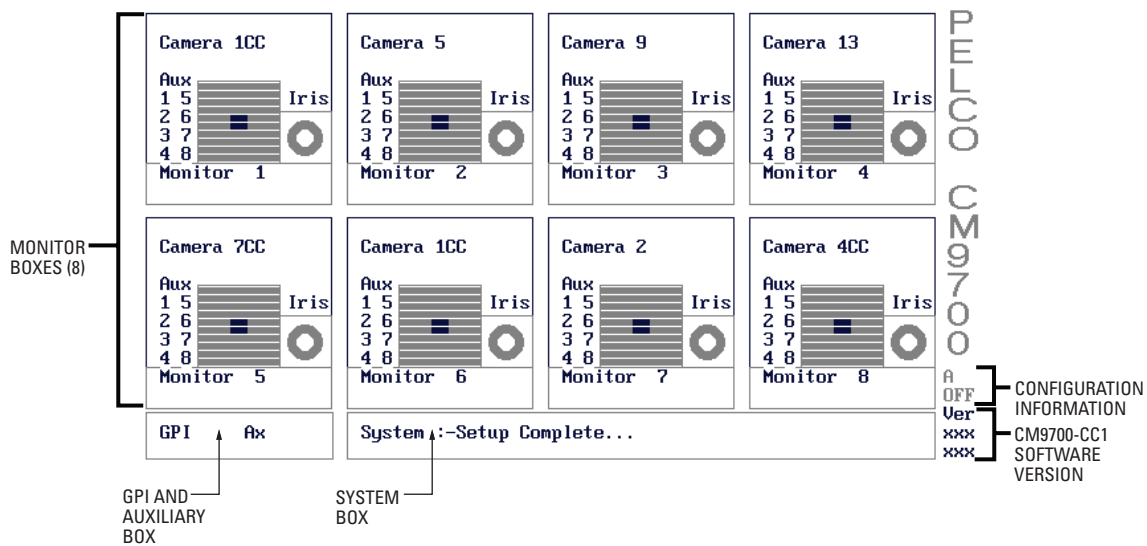 Camera 1CC
Aux
1 5
2 6
3 7
4 8
Iris
Monitor 1
Camera 5
Aux
1 5
2 6
3 7
4 8
Iris
Monitor 2
Camera 9
Aux
1 5
2 6
3 7
4 8
Iris
Monitor 3
Camera 13
Aux
1 5
2 6
3 7
4 8
Iris
Monitor 4
PELCO CM9700
MONITOR
BOXES (8)
Camera 7CC
Aux
1 5
2 6
3 7
4 8
Iris
Monitor 5
Camera 1CC
Aux
1 5
2 6
3 7
4 8
Iris
Monitor 6
Camera 2
Aux
1 5
2 6
3 7
4 8
Iris
Monitor 7
Camera 4CC
Aux
1 5
2 6
3 7
4 8
Iris
Monitor 8
A
OFF
CONFIGURATION
INFORMATION
GPI Ax
System :-Setup Complete...
Ver
xxx
xxx
CM9700-CC1
SOFTWARE
VERSION
GPI AND
AUXILIARY
BOX
SYSTEM
BOX